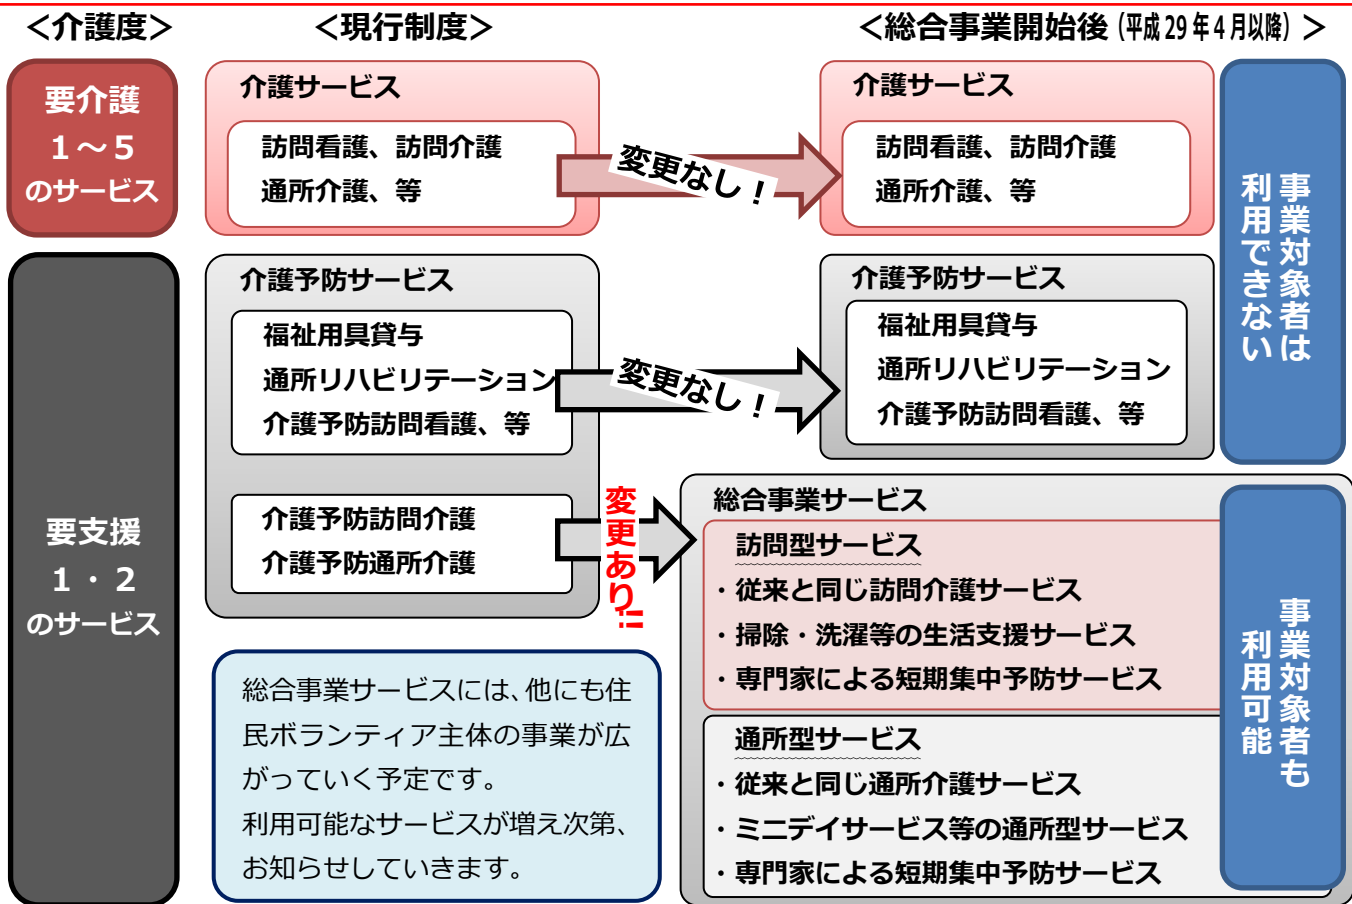 ＜介護度＞
＜現行制度＞
＜総合事業開始後（平成29年4月以降）＞
要介護
１～５
のサービス
介護サービス
訪問看護、訪問介護
通所介護、等
変更なし！
介護サービス
訪問看護、訪問介護
通所介護、等
事業対象者は
利用できない
要支援
１・２
のサービス
介護予防サービス
福祉用具貸与
通所リハビリテーション
介護予防訪問看護、等
変更なし！
介護予防サービス
福祉用具貸与
通所リハビリテーション
介護予防訪問看護、等
介護予防訪問介護
介護予防通所介護
変更あり!!
総合事業サービス
訪問型サービス
・従来と同じ訪問介護サービス
・掃除・洗濯等の生活支援サービス
・専門家による短期集中予防サービス
通所型サービス
・従来と同じ通所介護サービス
・ミニデイサービス等の通所型サービス
・専門家による短期集中予防サービス
事業対象者も
利用可能
総合事業サービスには、他にも住
民ボランティア主体の事業が広
がっていく予定です。
利用可能なサービスが増え次第、
お知らせしていきます。